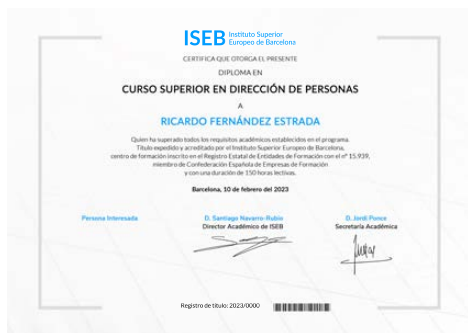 ISEB Instituto Superior
Europeo de Barcelona
CERTIFICA QUE OTORGA EL PRESENTE
DIPLOMA EN
CURSO SUPERIOR EN DIRECCIÓN DE PERSONAS
A
RICARDO FERNÁNDEZ ESTRADA
Quien ha superado todos los requisitos académicos establecidos en el programa.
Título expedido y acreditado por el Instituto Superior Europeo de Barcelona,
centro de formación inscrito en el Registro Estatal de Entidades de Formación con el nº 15.939,
miembro de Confederación Española de Empresas de Formación
y con una duración de 150 horas lectivas.
Barcelona, 10 de febrero del 2023
Persona Interesada
D. Santiago Navarro-Rubio
Director Académico de ISEB
D. Jordi Ponce
Secretaría Académica
Registro de título: 2023/0000